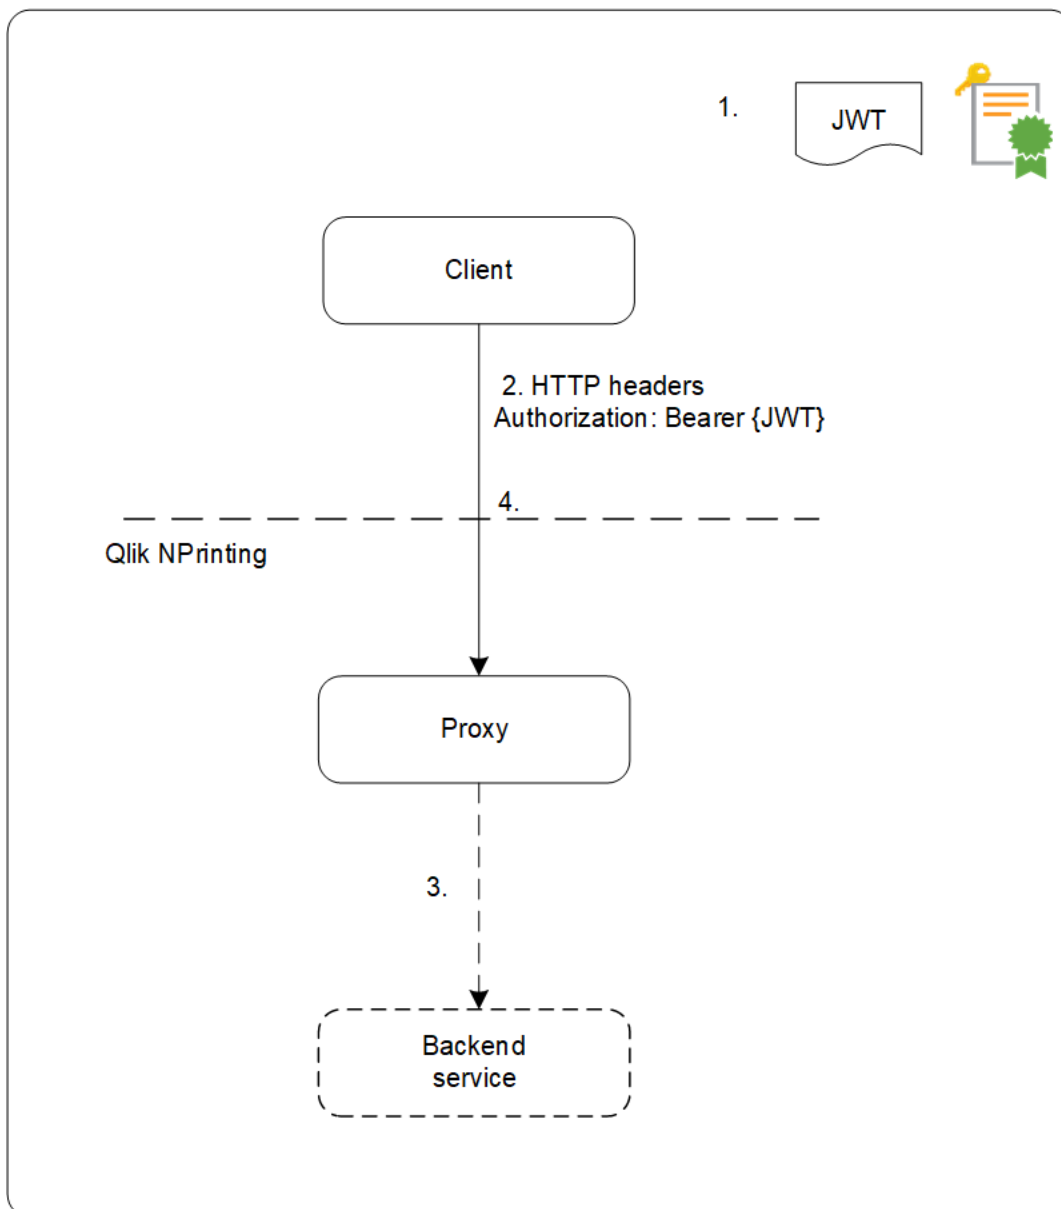 1.
JWT
Client
2. HTTP headers
Authorization: Bearer {JWT}
4.
Qlik NPrinting
Proxy
3.
Backend
service